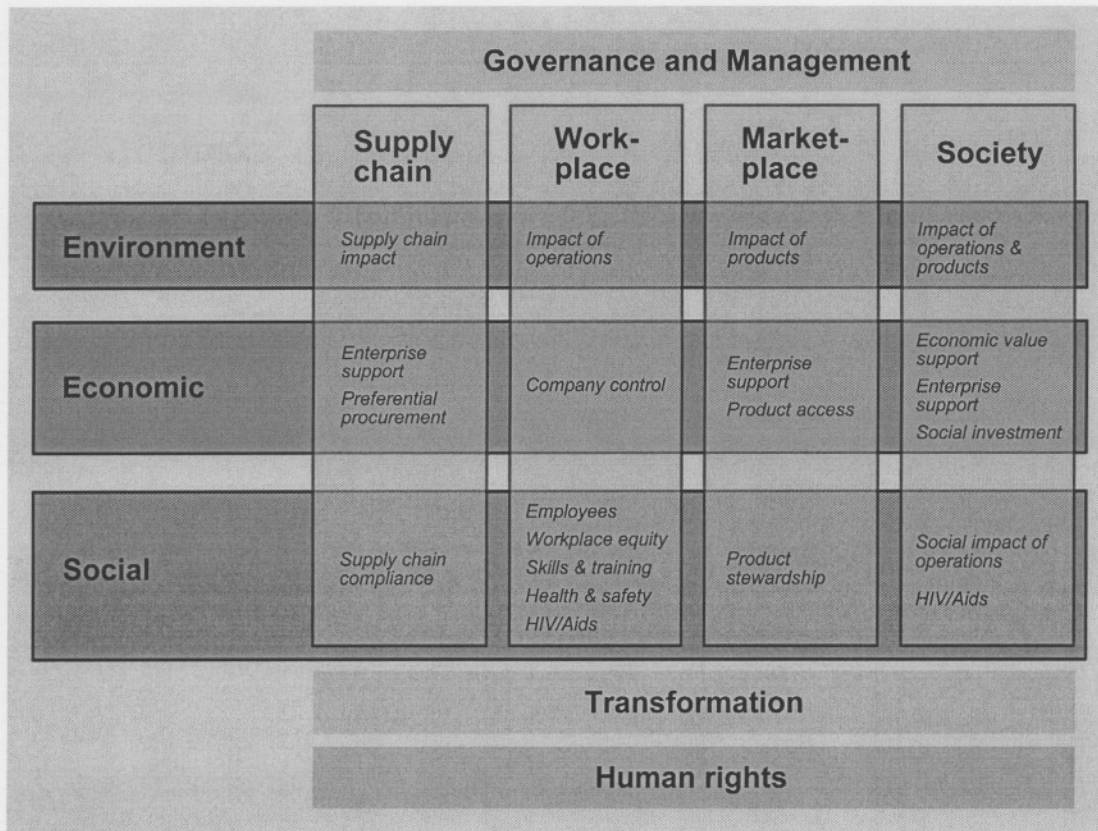 Governance and Management
Supply
chain
Work-
place
Market-
place
Society
Environment
Supply chain
impact
Impact of
operations
Impact of
products
Impact of
operations &
products
Economic
Enterprise
support
Preferential
procurement
Company control
Enterprise
support
Product access
Economic value
support
Enterprise
support
Social investment
Social
Supply chain
compliance
Employees
Workplace equity
Skills & training
Health & safety
HIV/Aids
Product
stewardship
Social impact of
operations
HIV/Aids
Transformation
Human rights